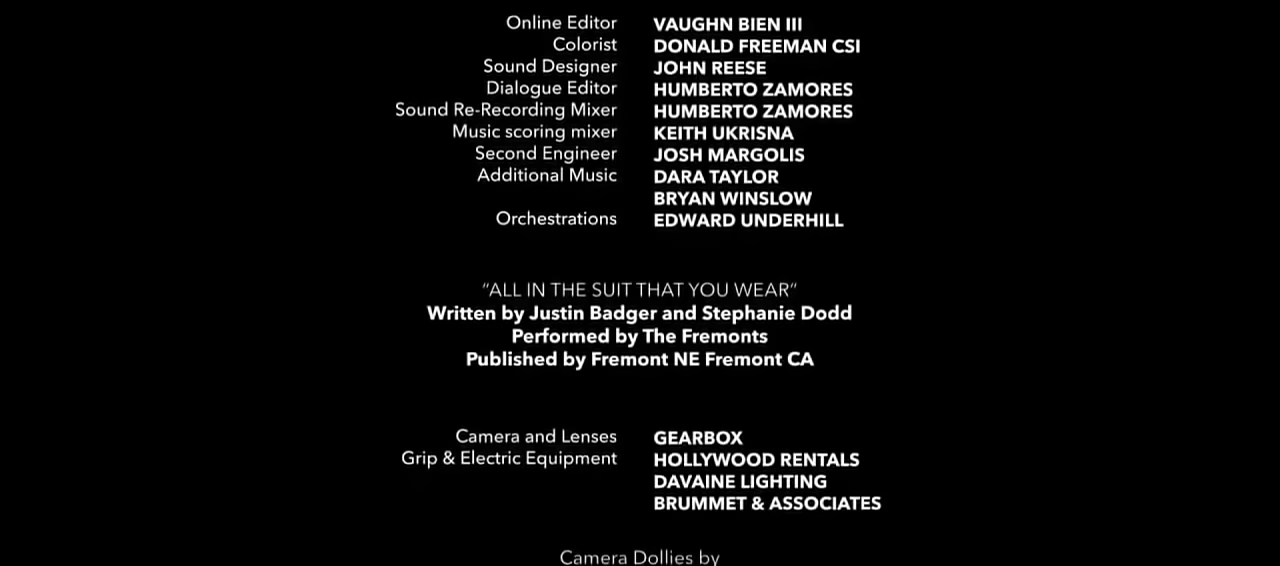 Online Editor VAUGHN BIEN III
Colorist DONALD FREEMAN CSI
Sound Designer JOHN REESE
Dialogue Editor HUMBERTO ZAMORES
Sound Re-Recording Mixer HUMBERTO ZAMORES
Music scoring mixer KEITH UKRISNA
Second Engineer JOSH MARGOLIS
Additional Music DARA TAYLOR
BRYAN WINSLOW
Orchestrations EDWARD UNDERHILL
"ALL IN THE SUIT THAT YOU WEAR"
Written by Justin Badger and Stephanie Dodd
Performed by The Fremonts
Published by Fremont NE Fremont CA
Camera and Lenses GEARBOX
Grip & Electric Equipment HOLLYWOOD RENTALS
DAVAINE LIGHTING
BRUMMET & ASSOCIATES
Camera Dollies by